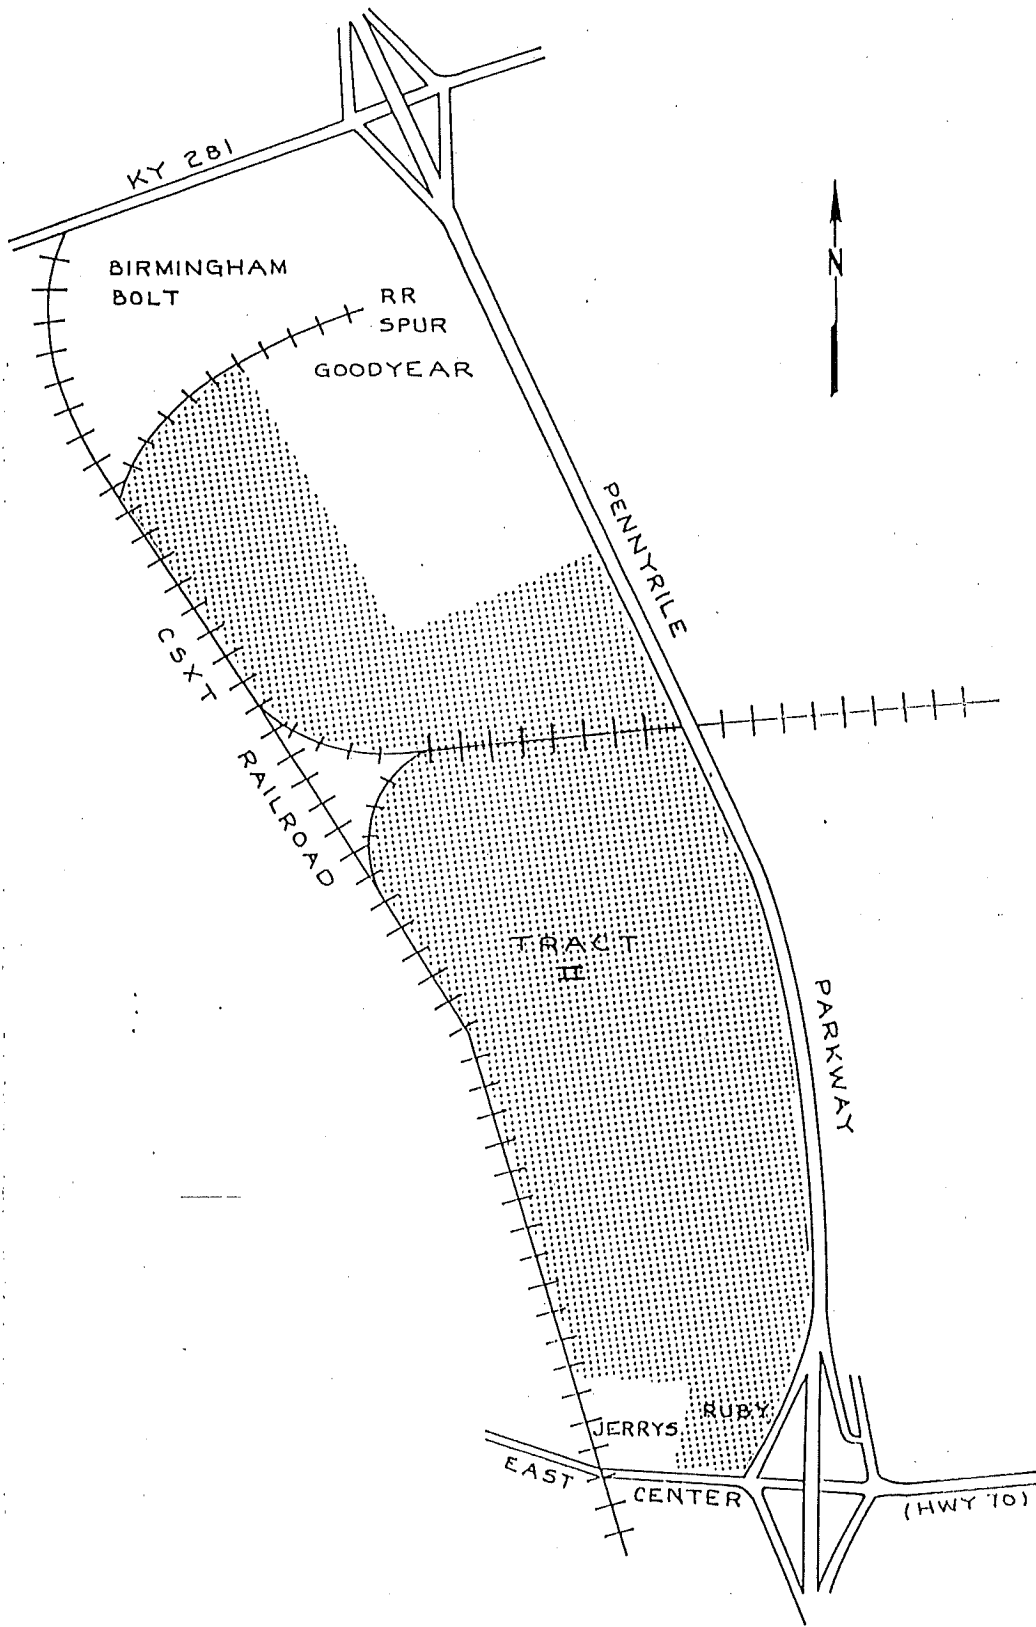 KY 281
BIRMINGHAM
BOLT
RR
SPUR
GOODYEAR
N
PENNYRILE
CSXT
RAILROAD
TRACT
II
PARKWAY
RUBY
JERRYS
EAST
CENTER
(HWY 70)